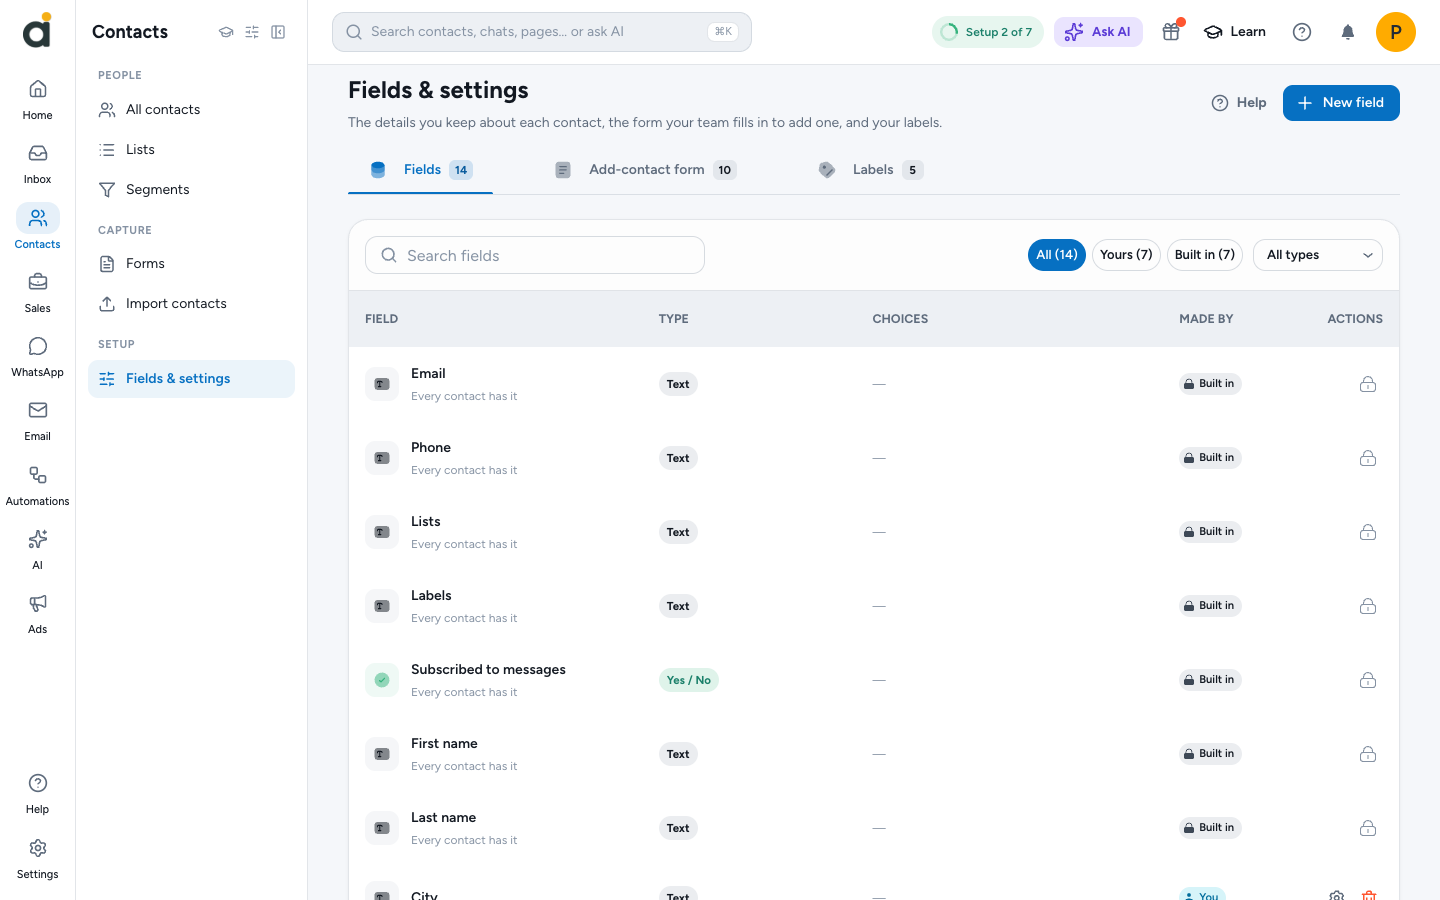 Contacts
Search contacts, chats, pages... or ask AI
⌘K
Setup 2 of 7
Ask AI
Learn
P
Home
Inbox
Contacts
Sales
WhatsApp
Email
Automations
AI
Ads
Help
Settings
PEOPLE
All contacts
Lists
Segments
CAPTURE
Forms
Import contacts
SETUP
Fields & settings
Fields & settings
The details you keep about each contact, the form your team fills in to add one, and your labels.
Help
New field
Fields 14
Add-contact form 10
Labels 5
Search fields
All (14)
Yours (7)
Built in (7)
All types
FIELD TYPE CHOICES MADE BY ACTIONS
Email
Every contact has it
Text
—
Built in
Phone
Every contact has it
Text
—
Built in
Lists
Every contact has it
Text
—
Built in
Labels
Every contact has it
Text
—
Built in
Subscribed to messages
Every contact has it
Yes / No
—
Built in
First name
Every contact has it
Text
—
Built in
Last name
Every contact has it
Text
—
Built in
City
Text
—
You